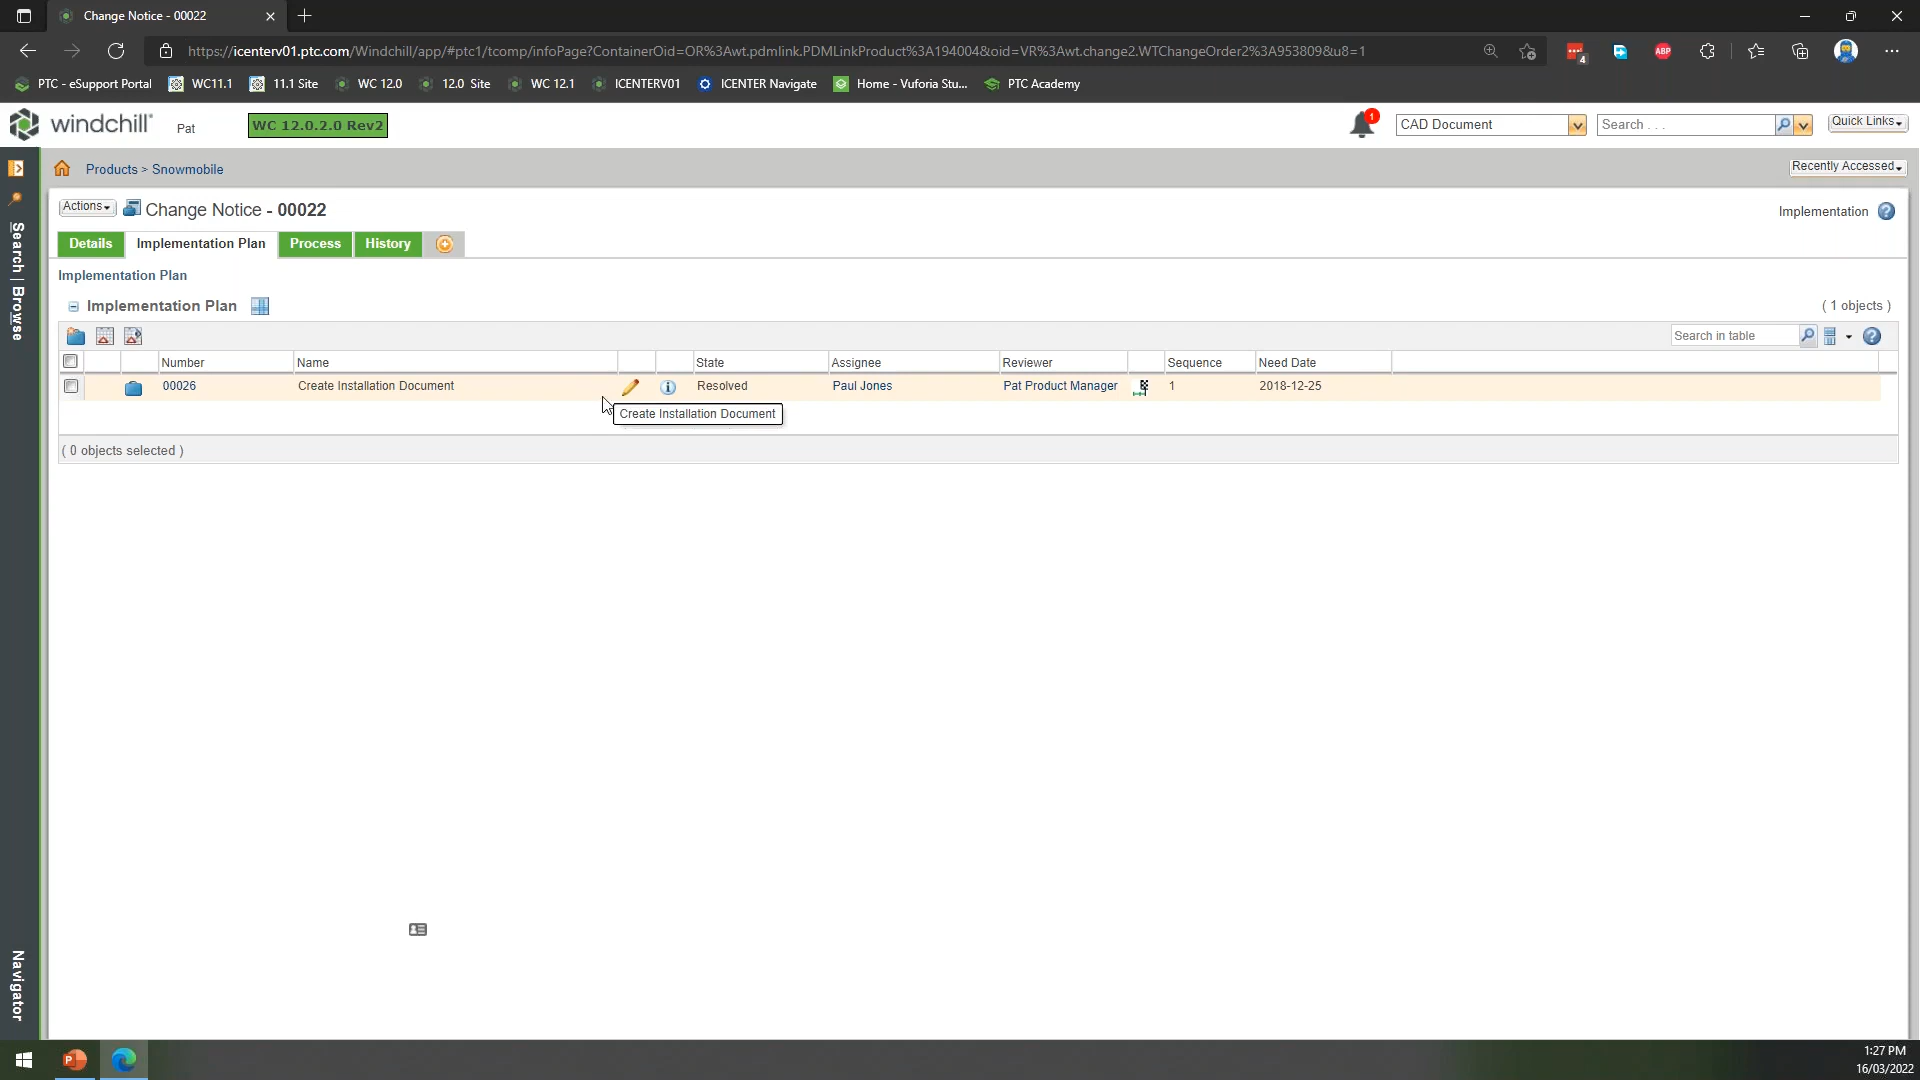 Change Notice - 00022
https://icenterv01.ptc.com/Windchill/app/#ptc1/tcomp/infoPage?ContainerOid=OR%3Awt.pdmlink.PDMLinkProduct%3A194004&oid=VR%3Awt.change2.WTChangeOrder2%3A953809&u8=1
4
ABP
PTC - eSupport Portal WC11.1 11.1 Site WC 12.0 12.0 Site WC 12.1 ICENTERV01 ICENTER Navigate Home - Vuforia Stu... PTC Academy
windchill Pat WC 12.0.2.0 Rev2 1 CAD Document Search . . . Quick Links
Products > Snowmobile Recently Accessed
Actions Change Notice - 00022 Implementation
Details Implementation Plan Process History
Implementation Plan
Implementation Plan ( 1 objects )
Search in table
Number Name State Assignee Reviewer Sequence Need Date
00026 Create Installation Document Resolved Paul Jones Pat Product Manager 1 2018-12-25
Create Installation Document
( 0 objects selected )
Search | Browse
Navigator
1:27 PM
16/03/2022